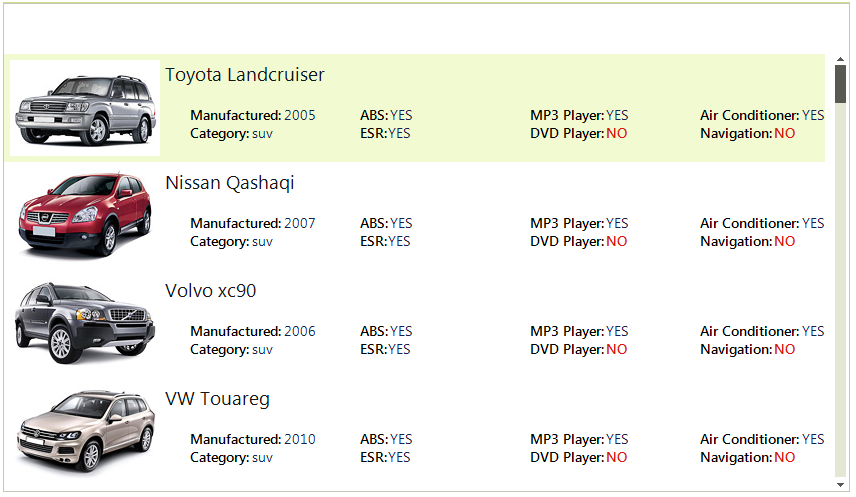 Toyota Landcruiser
Manufactured: 2005 ABS: YES MP3 Player: YES Air Conditioner: YES
Category: suv ESR: YES DVD Player: NO Navigation: NO
Nissan Qashaqi
Manufactured: 2007 ABS: YES MP3 Player: YES Air Conditioner: YES
Category: suv ESR: YES DVD Player: NO Navigation: NO
Volvo xc90
Manufactured: 2006 ABS: YES MP3 Player: YES Air Conditioner: YES
Category: suv ESR: YES DVD Player: NO Navigation: NO
VW Touareg
Manufactured: 2010 ABS: YES MP3 Player: YES Air Conditioner: YES
Category: suv ESR: YES DVD Player: NO Navigation: NO